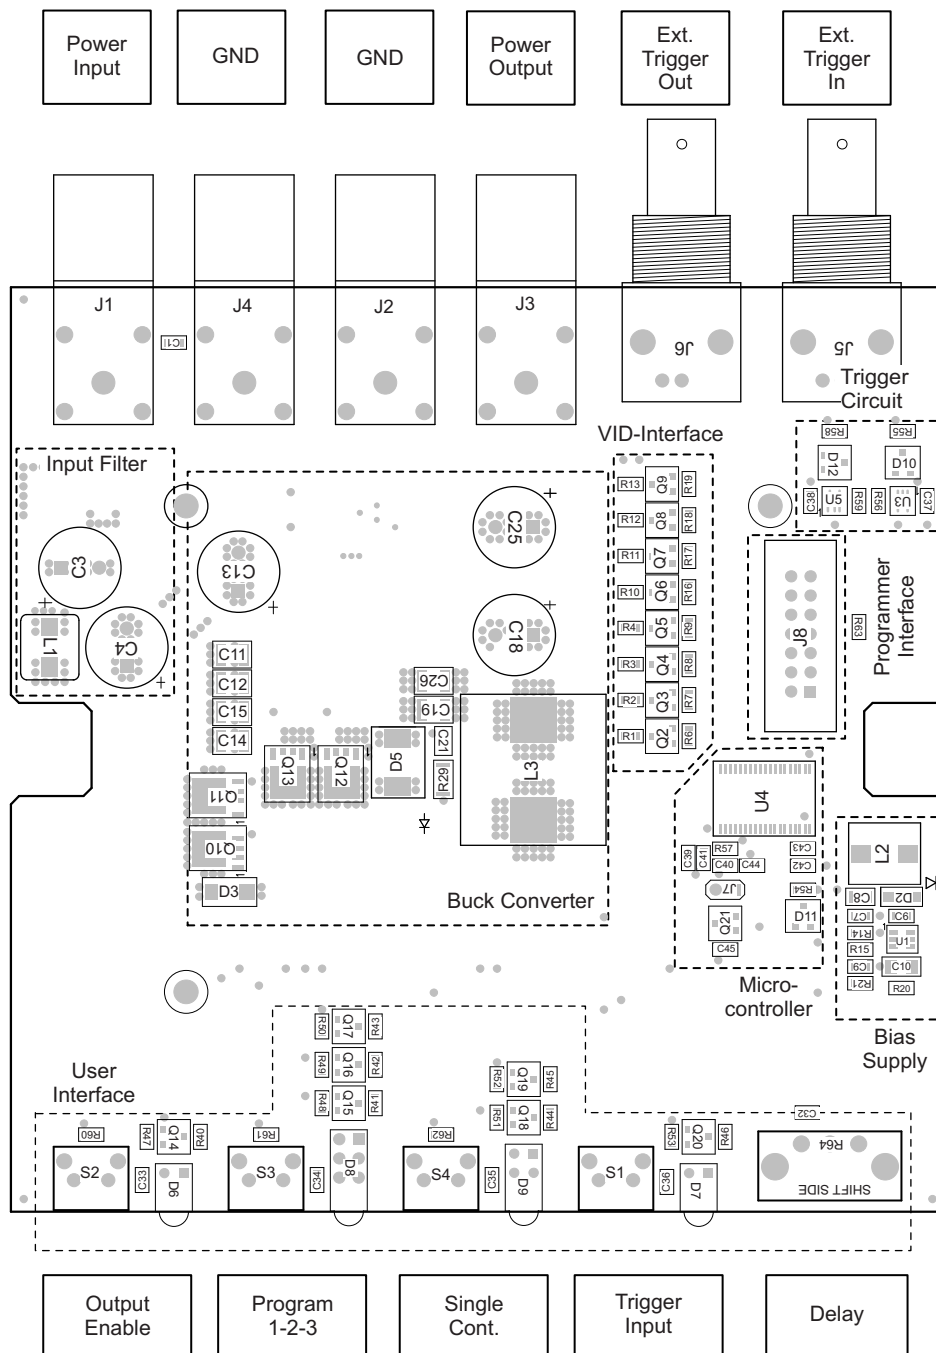 Power
Input
GND
GND
Power
Output
Ext.
Trigger
Out
Ext.
Trigger
In
J1
J4
J2
J3
J6
J5
C1
Trigger
Circuit
VID-Interface
Input Filter
R58
R55
D12
D10
C38
U5
R59
R56
U3
C37
R13
Q9
R19
R12
Q8
R18
R11
Q7
R17
R10
Q6
R16
R4
Q5
R9
R3
Q4
R8
R2
Q3
R7
R1
Q2
R6
C25
C18
C3
C13
L1
C4
C11
C12
C15
C14
C26
C19
C21
R29
D5
L3
Q13
Q12
Q11
Q10
D3
Buck Converter
J8
R63
Programmer
Interface
U4
C39
C41
R57
C40
C44
C43
C42
J7
R54
Q21
D11
C45
Micro-
controller
L2
C8
D2
C7
C6
R14
U1
R15
C9
C10
R21
R20
Bias
Supply
User
Interface
R50
Q17
R43
R49
Q16
R42
R48
Q15
R41
R52
Q19
R45
R51
Q18
R44
R60
R47
Q14
R40
R61
R62
R53
Q20
R46
C32
R64
S2
C33
D6
S3
C34
D8
S4
C35
D9
S1
C36
D7
SHIFT SIDE
Output
Enable
Program
1-2-3
Single
Cont.
Trigger
Input
Delay